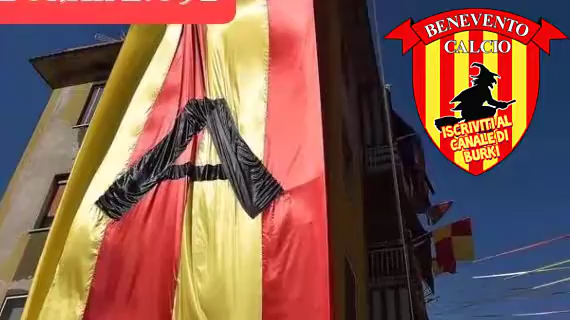 BENEVENTO
CALCIO
ISCRIVITI AL
CANALE DI
BURKI
A